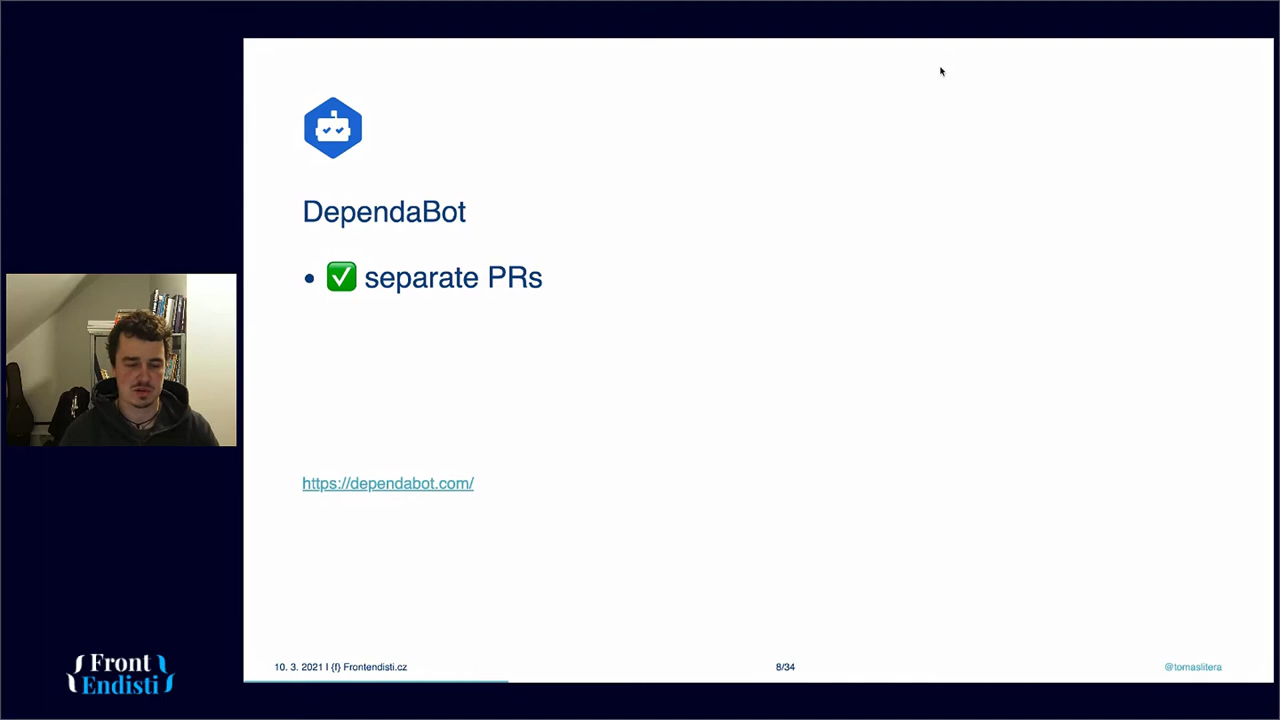 DependaBot
• ✅ separate PRs
https://dependabot.com/
10. 3. 2021 I {f} Frontendisti.cz
8/34
@tomaslitera
{Front
Endisti}